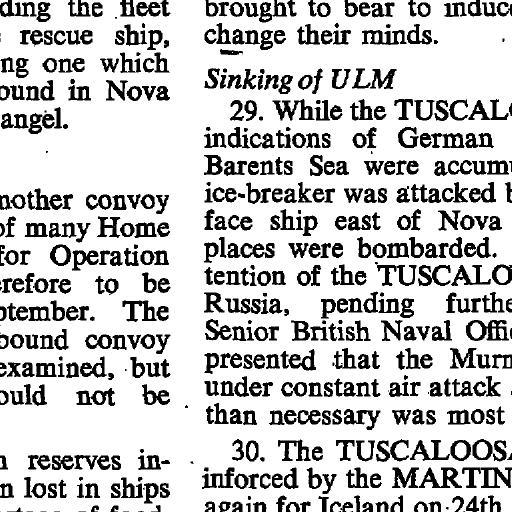 ding the fleet
rescue ship,
ng one which
ound in Nova
angel.
nother convoy
of many Home
for Operation
refore to be
ptember. The
bound convoy
examined, but
ould not be
reserves in-
n lost in ships
brought to bear to induc
change their minds.
Sinking of ULM
29. While the TUSCALO
indications of German
Barents Sea were accum
ice-breaker was attacked b
face ship east of Nova
places were bombarded.
tention of the TUSCALO
Russia, pending furthe
Senior British Naval Offi
presented that the Murm
under constant air attack
than necessary was most
30. The TUSCALOOSA
inforced by the MARTIN
again for Iceland on 24th